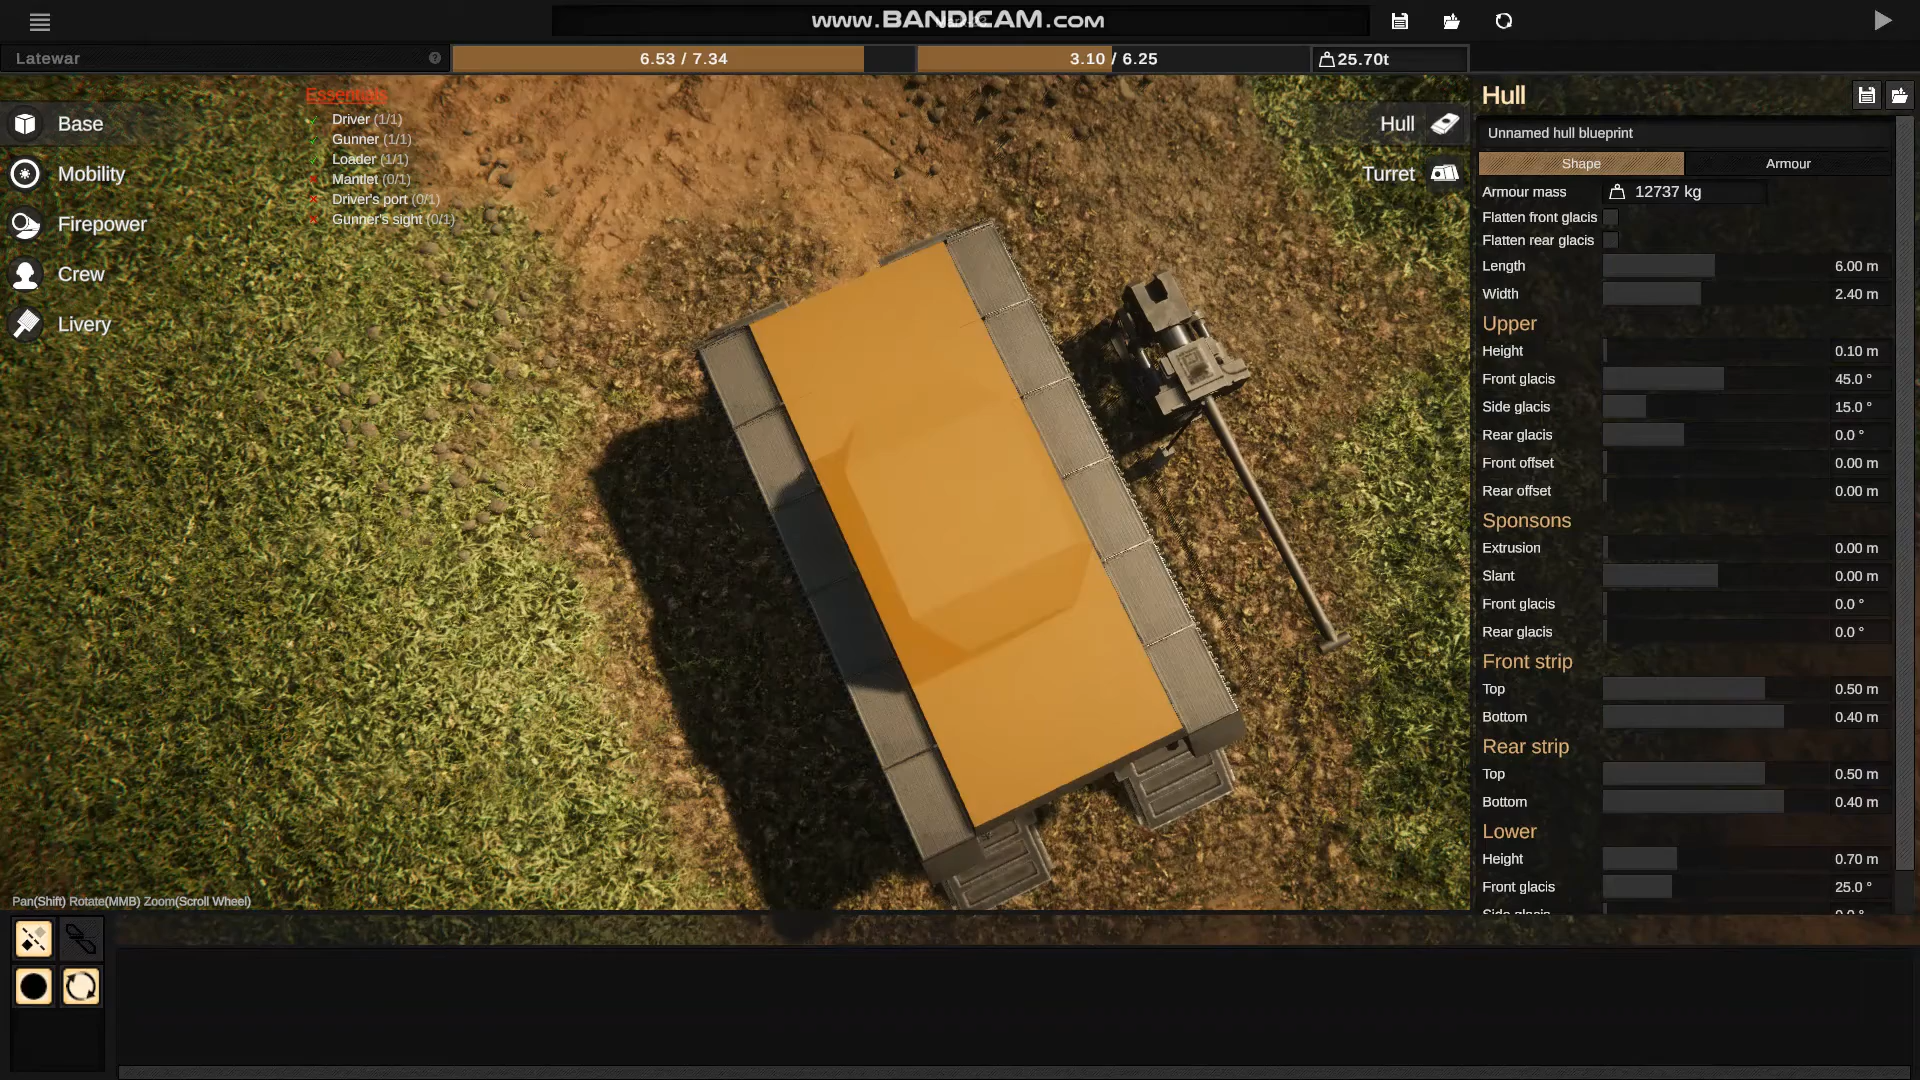 www.BANDICAM.com
Latewar
6.53 / 7.34
3.10 / 6.25
25.70t
Essentials
Driver (1/1)
Gunner (1/1)
Loader (1/1)
Mantlet (0/1)
Driver's port (0/1)
Gunner's sight (0/1)
Base
Mobility
Firepower
Crew
Livery
Hull
Turret
Hull
Unnamed hull blueprint
Shape
Armour
Armour mass 12737 kg
Flatten front glacis
Flatten rear glacis
Length 6.00 m
Width 2.40 m
Upper
Height 0.10 m
Front glacis 45.0 °
Side glacis 15.0 °
Rear glacis 0.0 °
Front offset 0.00 m
Rear offset 0.00 m
Sponsons
Extrusion 0.00 m
Slant 0.00 m
Front glacis 0.0 °
Rear glacis 0.0 °
Front strip
Top 0.50 m
Bottom 0.40 m
Rear strip
Top 0.50 m
Bottom 0.40 m
Lower
Height 0.70 m
Front glacis 25.0 °
Side glacis 0.0 °
Pan(Shift) Rotate(MMB) Zoom(Scroll Wheel)